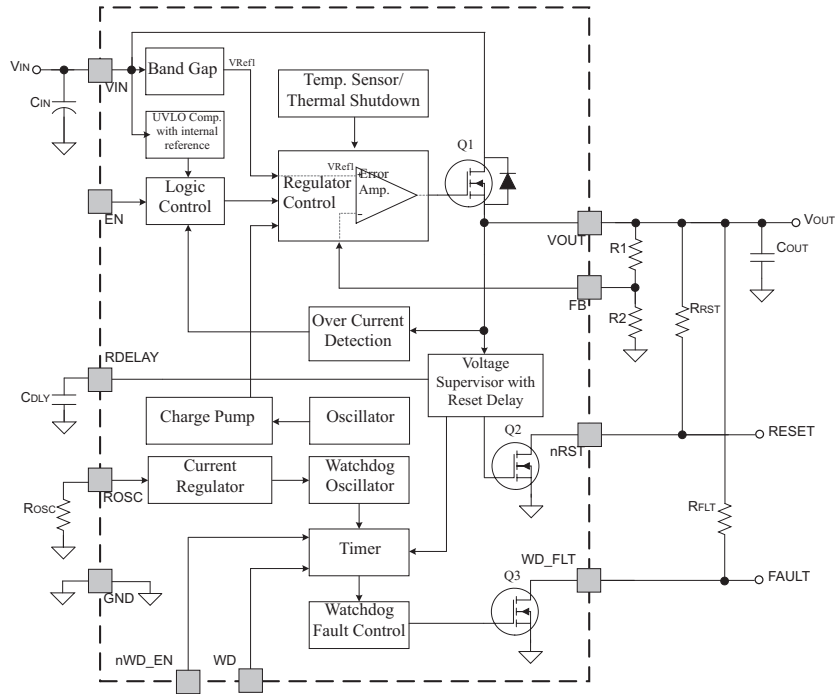 VIN
CIN
VIN
Band Gap
VRef1
UVLO Comp.
with internal
reference
Temp. Sensor/
Thermal Shutdown
EN
Logic
Control
Regulator
Control
VRef1
Error
Amp.
+
-
Q1
VOUT
VOUT
R1
COUT
FB
R2
RRST
Over Current
Detection
RDELAY
CDLY
Voltage
Supervisor with
Reset Delay
Charge Pump
Oscillator
Q2
nRST
RESET
ROSC
ROSC
Current
Regulator
Watchdog
Oscillator
RFLT
Timer
GND
WD_FLT
FAULT
Q3
Watchdog
Fault Control
nWD_EN
WD